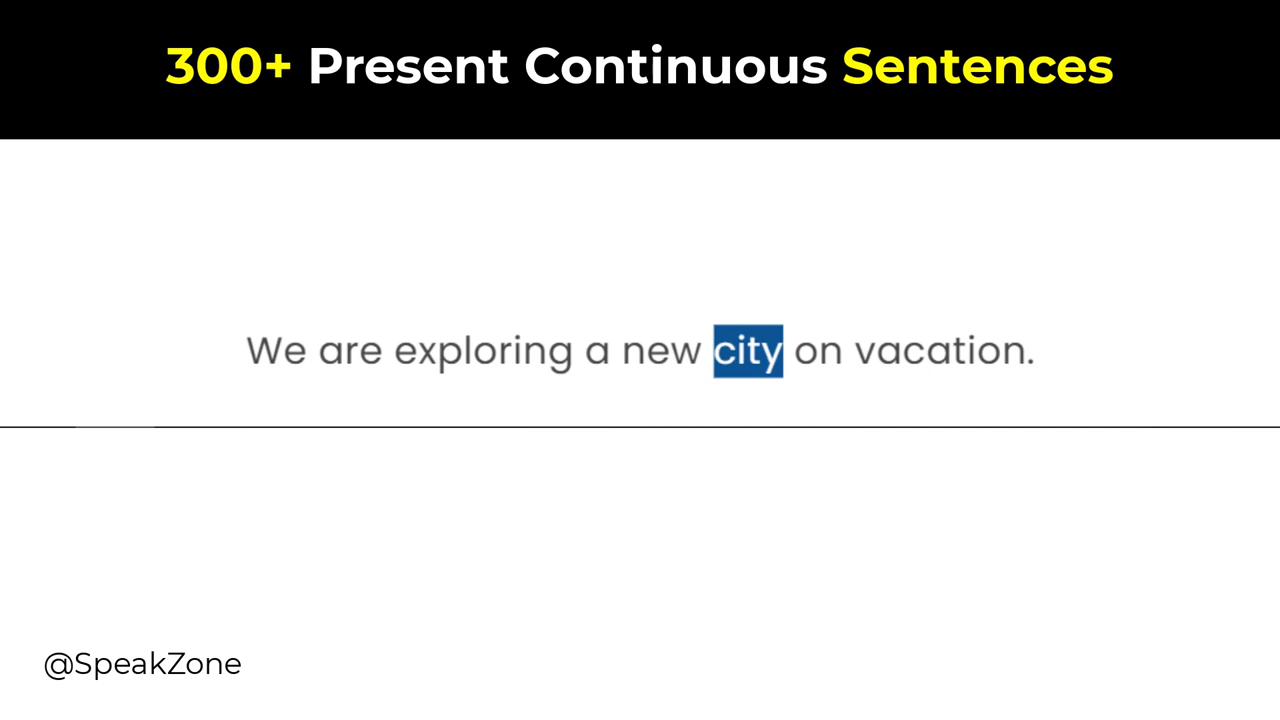 300+ Present Continuous Sentences
We are exploring a new city on vacation.
@SpeakZone